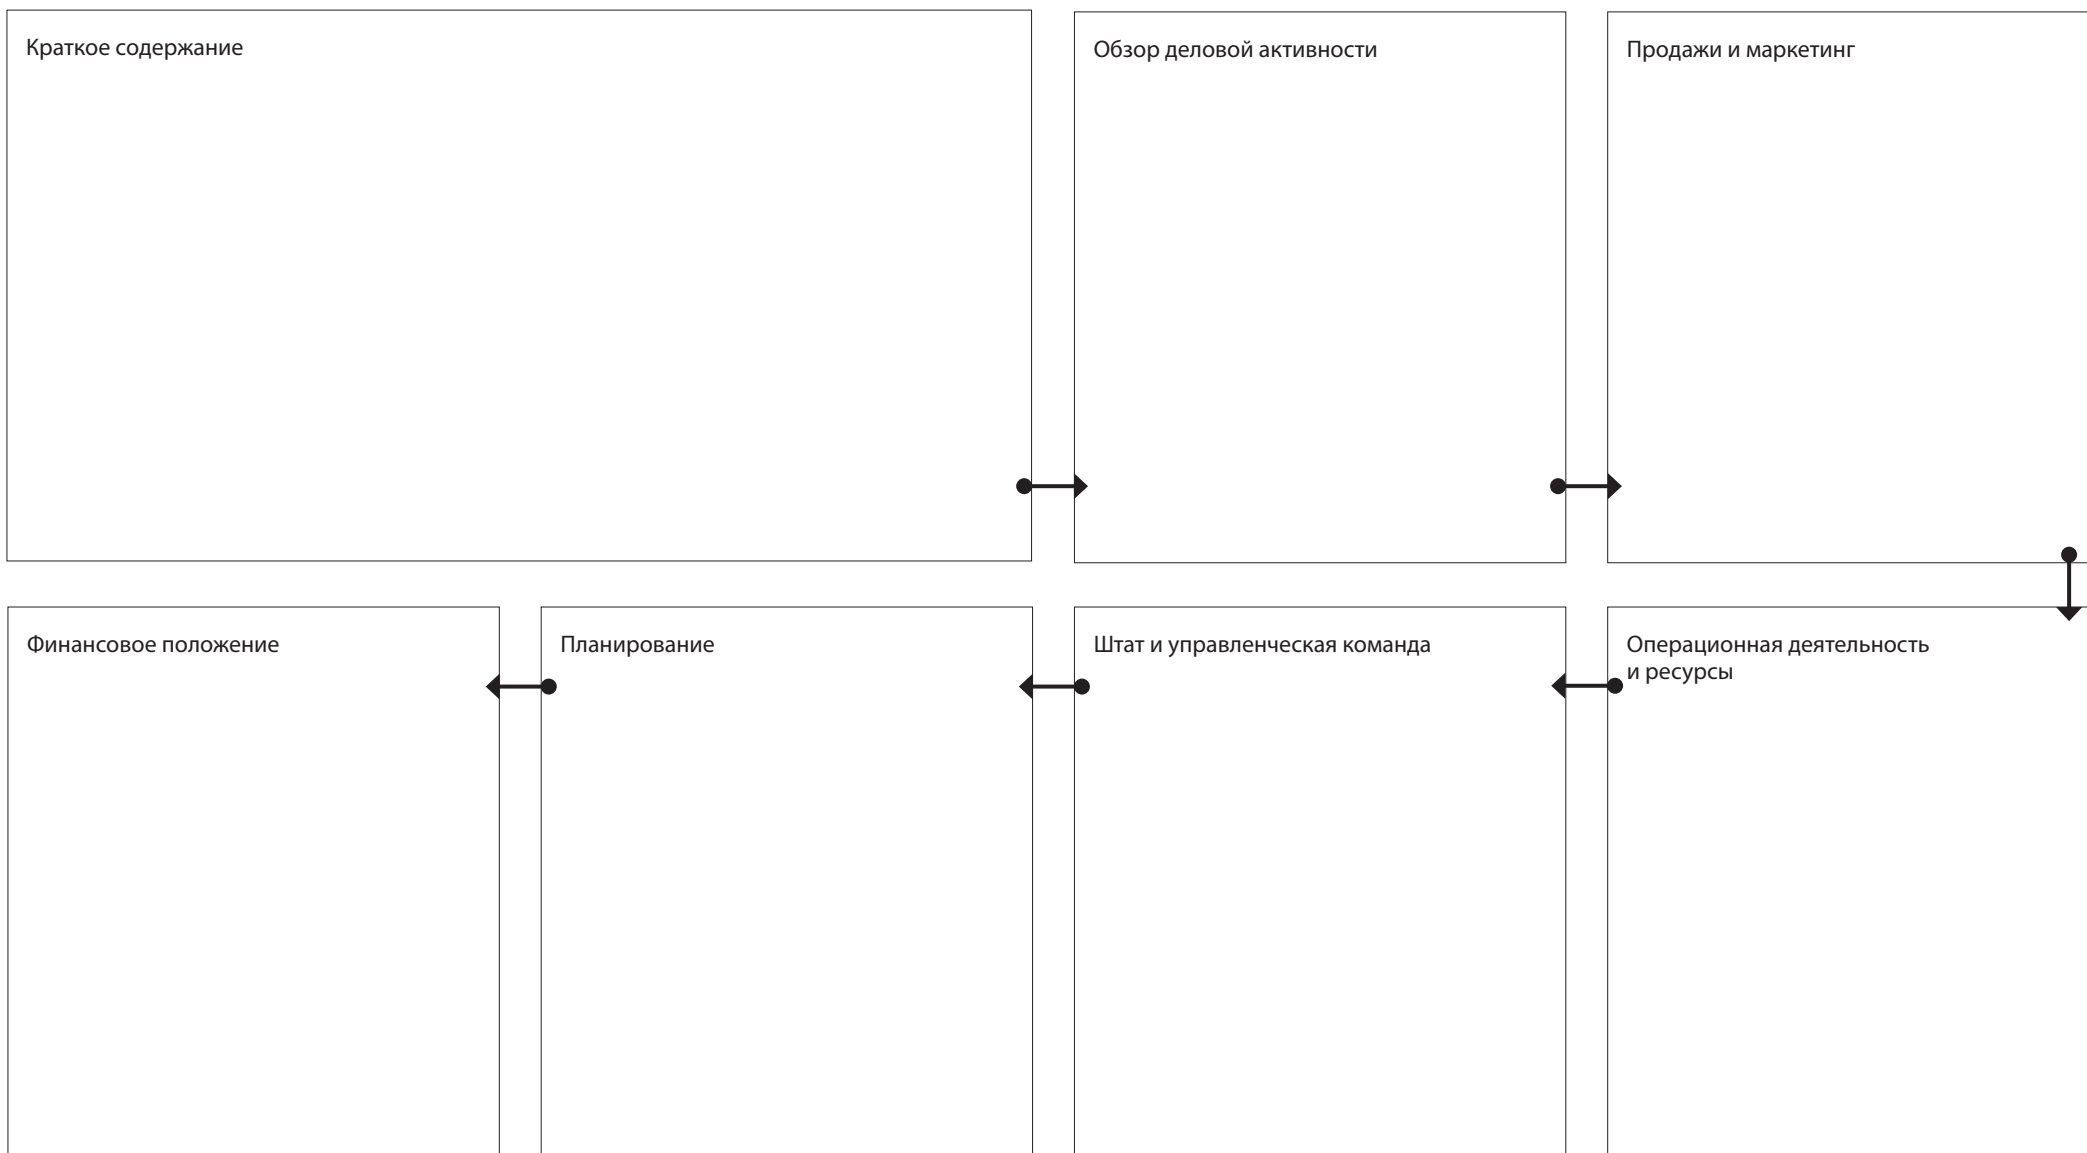 Краткое содержание
Обзор деловой активности
Продажи и маркетинг
Финансовое положение
Планирование
Штат и управленческая команда
Операционная деятельность
и ресурсы